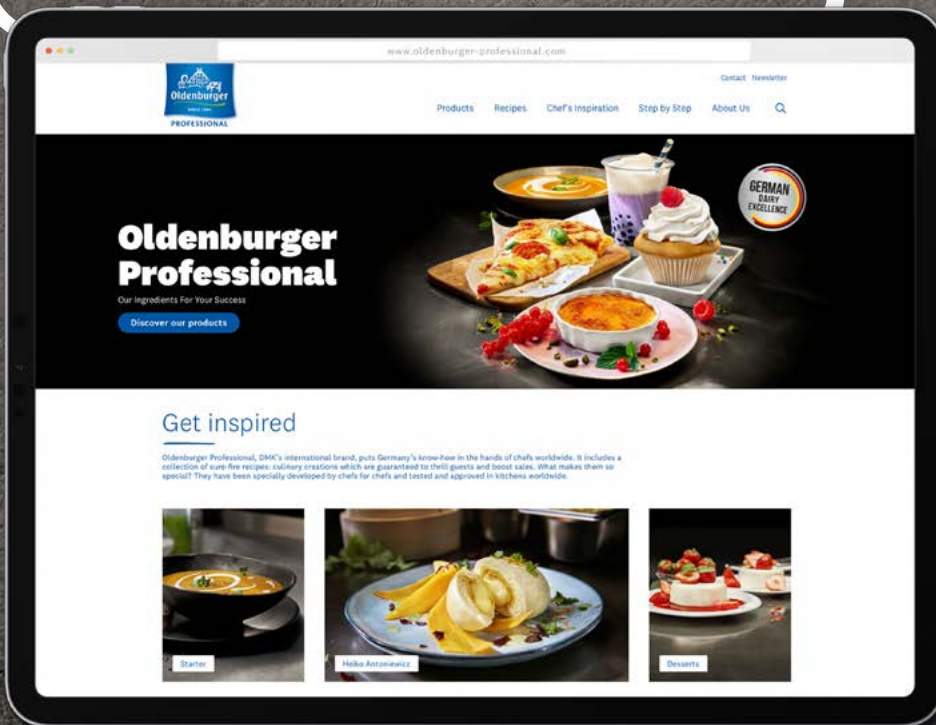 www.oldenburger-professional.com
Oldenburger
SINCE 1964
PROFESSIONAL
Contact Newsletter
Products Recipes Chef's Inspiration Step by Step About Us
GERMAN
DAIRY
EXCELLENCE
Oldenburger
Professional
Our Ingredients For Your Success
Discover our products
Get inspired
Oldenburger Professional, DMK's international brand, puts Germany's know-how in the hands of chefs worldwide. It includes a
collection of sure-fire recipes: culinary creations which are guaranteed to thrill guests and boost sales. What makes them so
special? They have been specially developed by chefs for chefs and tested and approved in kitchens worldwide.
Starter
Heiko Antoniewicz
Desserts